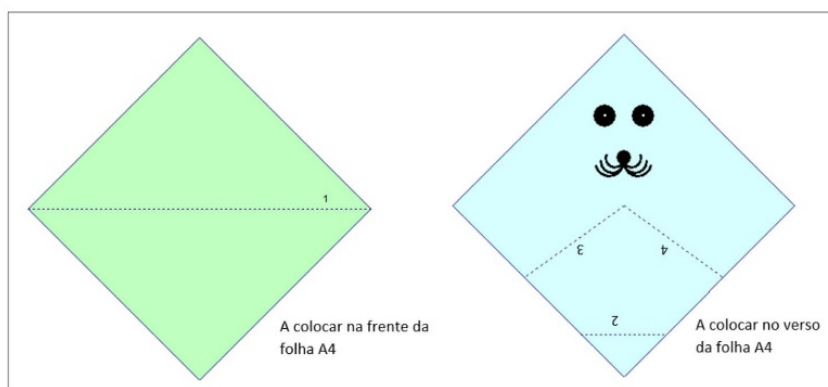 1
A colocar na frente da
folha A4
3
4
2
A colocar no verso
da folha A4